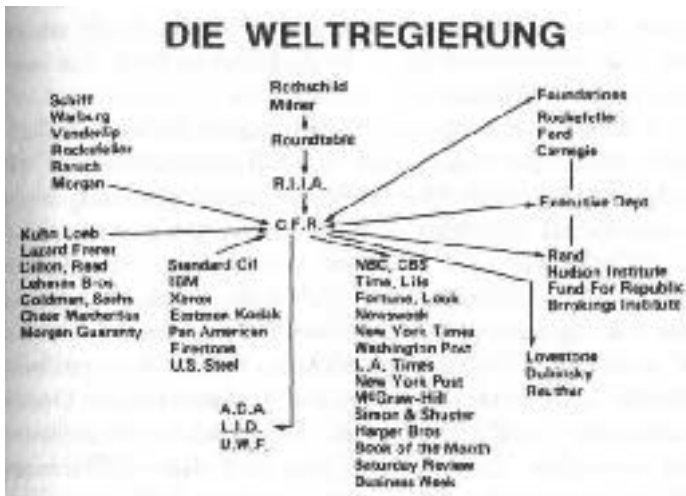 DIE WELTREGIERUNG
Schiff
Warburg
Vanderlip
Rockefeller
Baruch
Morgan
Rothschild
Milner
Roundtable
R.I.I.A.
C.F.R.
Foundations
Rockefeller
Ford
Carnegie
Executive Dept.
Rand
Hudson Institute
Fund For Republic
Brookings Institute
Lovestone
Dubinsky
Reuther
Kuhn Loeb
Lazard Freres
Dillon, Read
Lehman Bros.
Goldman, Sachs
Chase Manhattan
Morgan Guaranty
Standard Oil
IBM
Xerox
Eastman Kodak
Pan American
Firestone
U.S. Steel
A.D.A.
L.I.D.
U.W.F.
NBC, CBS
Time, Life
Fortune, Look
Newsweek
New York Times
Washington Post
L.A. Times
New York Post
McGraw-Hill
Simon & Shuster
Harper Bros
Book of the Month
Saturday Review
Business Week